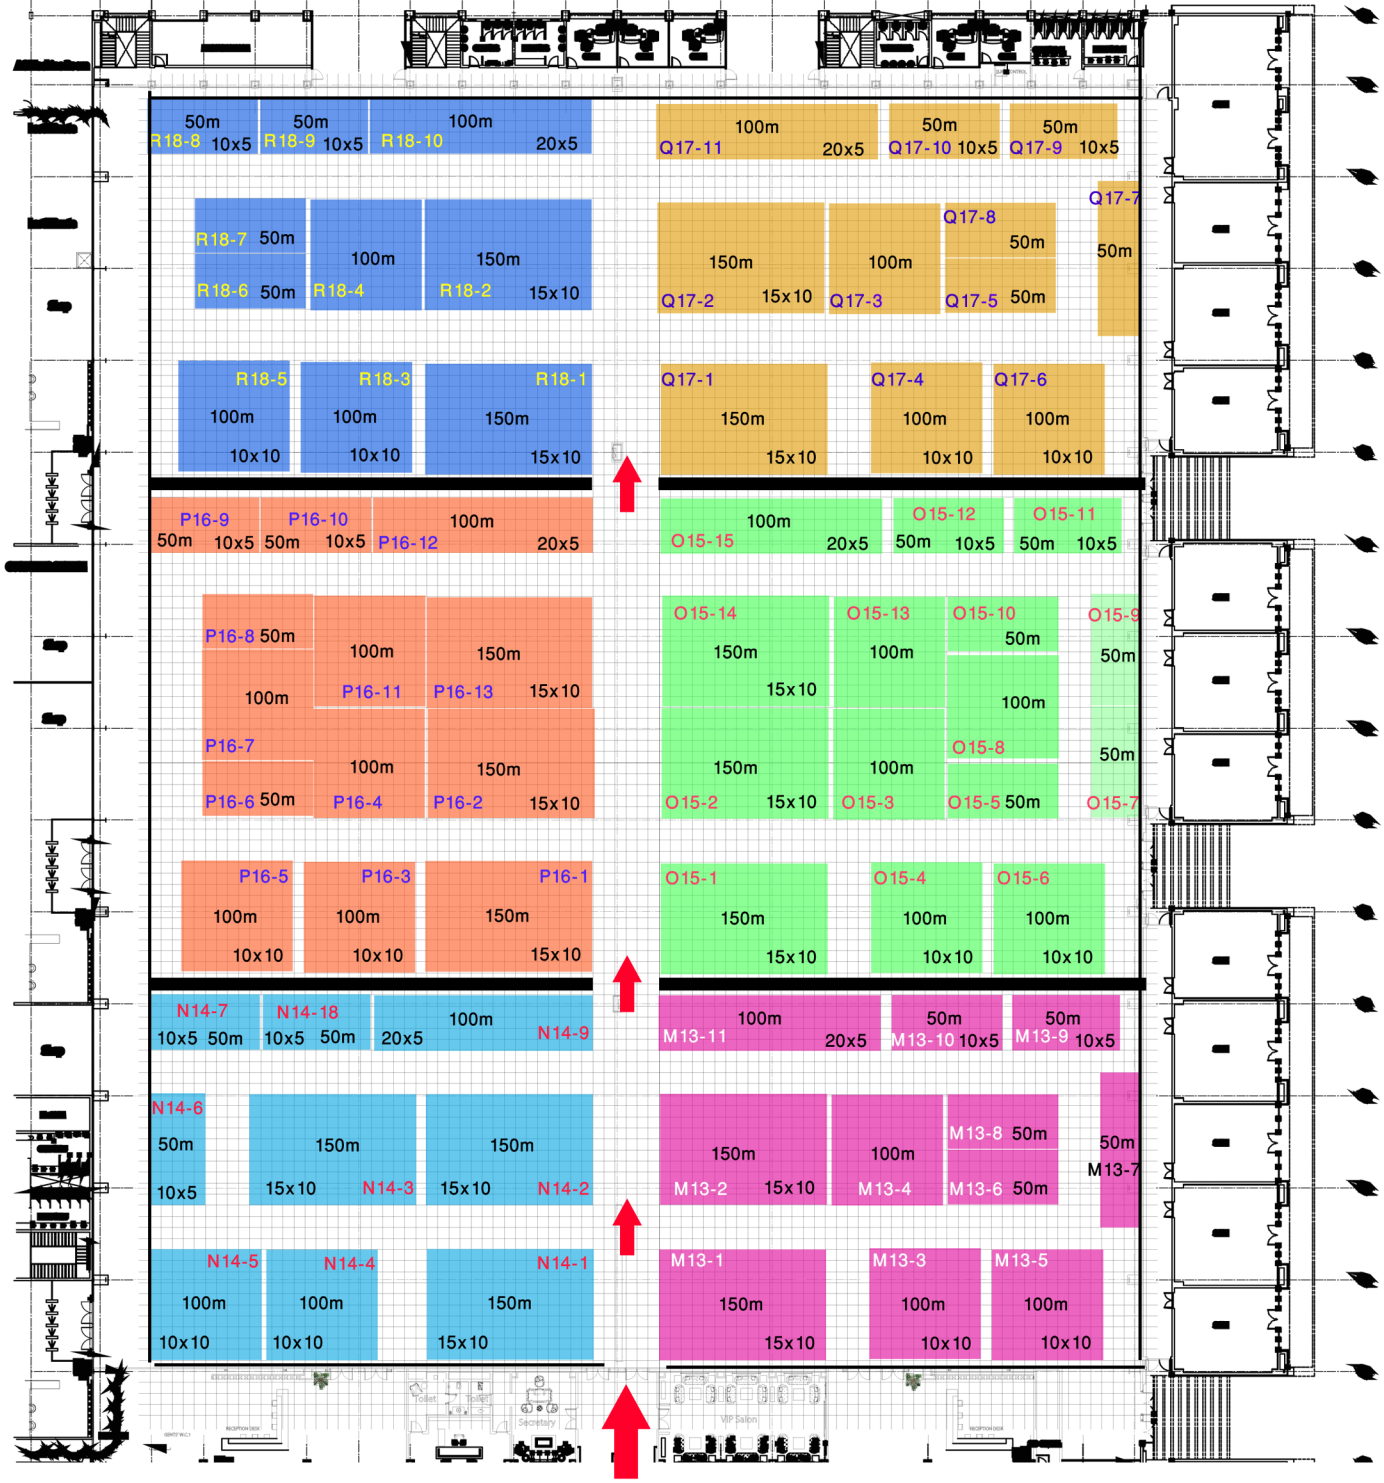 50m
R18-8 10x5
50m
R18-9 10x5
100m
R18-10 20x5
100m
Q17-11 20x5
50m
Q17-10 10x5
50m
Q17-9 10x5
R18-7 50m
R18-6 50m
100m
R18-4
150m
R18-2 15x10
150m
15x10
Q17-2
100m
Q17-3
Q17-8
50m
Q17-5 50m
Q17-7
50m
R18-5
100m
10x10
R18-3
100m
10x10
R18-1
150m
15x10
Q17-1
150m
15x10
Q17-4
100m
10x10
Q17-6
100m
10x10
P16-9
50m 10x5
P16-10
50m 10x5
100m
P16-12 20x5
100m
O15-15 20x5
O15-12
50m 10x5
O15-11
50m 10x5
P16-8 50m
100m
P16-7
P16-6 50m
100m
P16-11
150m
P16-13 15x10
100m
P16-4
150m
P16-2 15x10
O15-14
150m
15x10
O15-13
100m
O15-10
50m
100m
O15-8
O15-5 50m
O15-9
50m
50m
O15-7
150m
O15-2 15x10
100m
O15-3
P16-5
100m
10x10
P16-3
100m
10x10
P16-1
150m
15x10
O15-1
150m
15x10
O15-4
100m
10x10
O15-6
100m
10x10
N14-7
10x5 50m
N14-18
10x5 50m
100m
20x5 N14-9
100m
M13-11 20x5
50m
M13-10 10x5
50m
M13-9 10x5
N14-6
50m
10x5
150m
15x10 N14-3
150m
15x10 N14-2
150m
M13-2 15x10
100m
M13-4
M13-8 50m
M13-6 50m
50m
M13-7
N14-5
100m
10x10
N14-4
100m
10x10
N14-1
150m
15x10
M13-1
150m
15x10
M13-3
100m
10x10
M13-5
100m
10x10
Toilet
Toilet
Secretary
VIP Salon
RECEPTION DESK
RECEPTION DESK